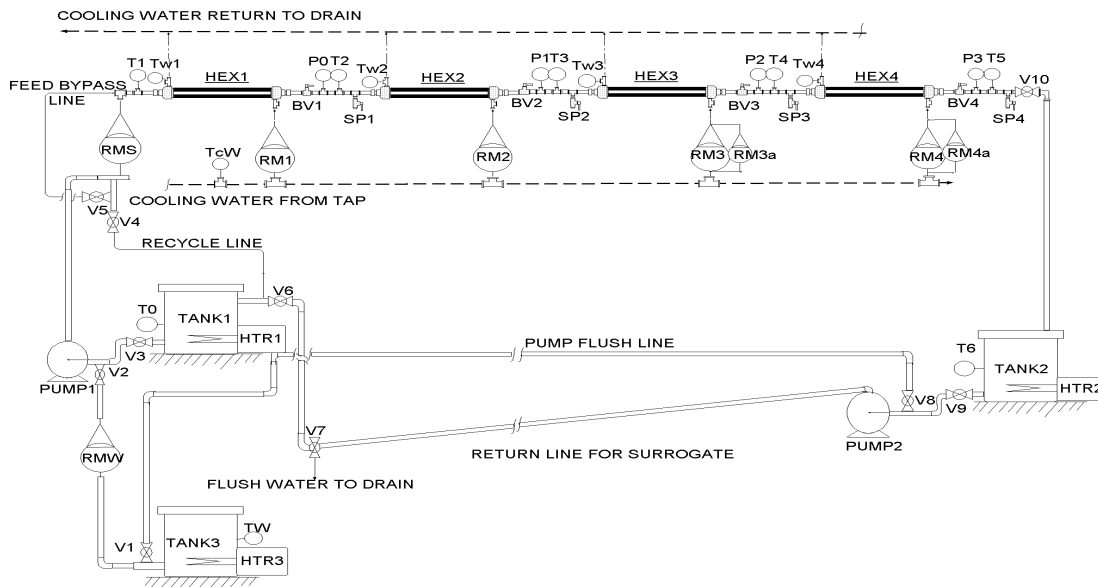 COOLING WATER RETURN TO DRAIN
T1 Tw1 HEX1 P0 T2 Tw2 HEX2 P1 T3 Tw3 HEX3 P2 T4 Tw4 HEX4 P3 T5 V10
FEED BYPASS
LINE
BV1 BV2 BV3 BV4
SP1 SP2 SP3 SP4
RMS TcW RM1 RM2 RM3 RM3a RM4 RM4a
COOLING WATER FROM TAP
V5
V4
RECYCLE LINE
V6
T0 TANK1
HTR1
PUMP FLUSH LINE
V3
V2
PUMP1
T6 TANK2
HTR2
V8
V9
V7
PUMP2
RETURN LINE FOR SURROGATE
RMW
FLUSH WATER TO DRAIN
V1 TANK3 TW
HTR3